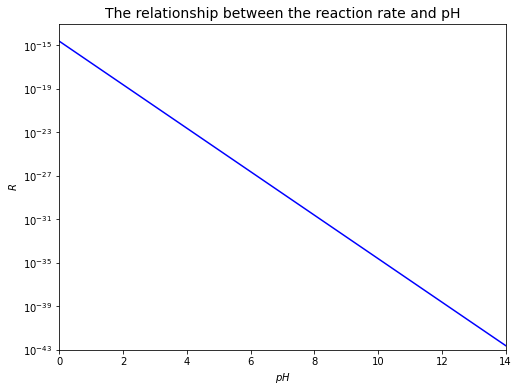 The relationship between the reaction rate and pH
10⁻¹⁵
10⁻¹⁹
10⁻²³
10⁻²⁷
10⁻³¹
10⁻³⁵
10⁻³⁹
10⁻⁴³
R
0 2 4 6 8 10 12 14
pH